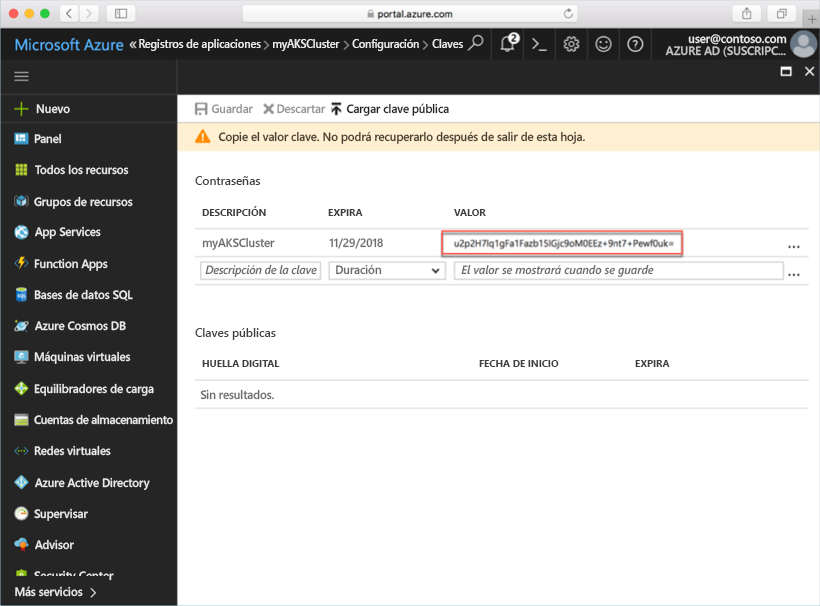 portal.azure.com
Microsoft Azure « Registros de aplicaciones > myAKSCluster > Configuración > Claves
2
user@contoso.com
AZURE AD (SUSCRIPC...
Nuevo
Panel
Todos los recursos
Grupos de recursos
App Services
Function Apps
Bases de datos SQL
Azure Cosmos DB
Máquinas virtuales
Equilibradores de carga
Cuentas de almacenamiento
Redes virtuales
Azure Active Directory
Supervisar
Advisor
Security Center
Más servicios >
Guardar Descartar Cargar clave pública
Copie el valor clave. No podrá recuperarlo después de salir de esta hoja.
Contraseñas
DESCRIPCIÓN EXPIRA VALOR
myAKSCluster 11/29/2018 u2p2H7lq1gFa1Fazb15IGjc9oM0EEz+9nt7+Pewf0uk= ...
Descripción de la clave Duración El valor se mostrará cuando se guarde ...
Claves públicas
HUELLA DIGITAL FECHA DE INICIO EXPIRA
Sin resultados.